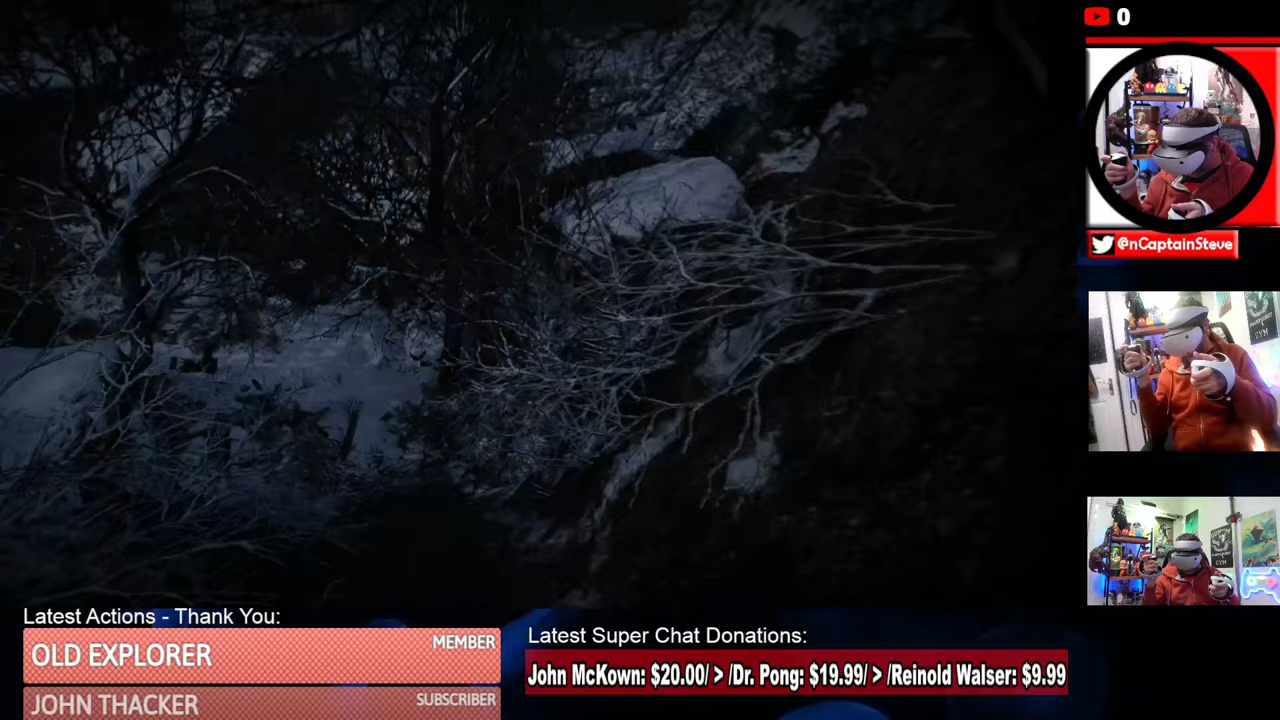 0
@nCaptainSteve
Latest Actions - Thank You:
OLD EXPLORER
MEMBER
JOHN THACKER
SUBSCRIBER
Latest Super Chat Donations:
John McKown: $20.00/ > /Dr. Pong: $19.99/ > /Reinold Walser: $9.99